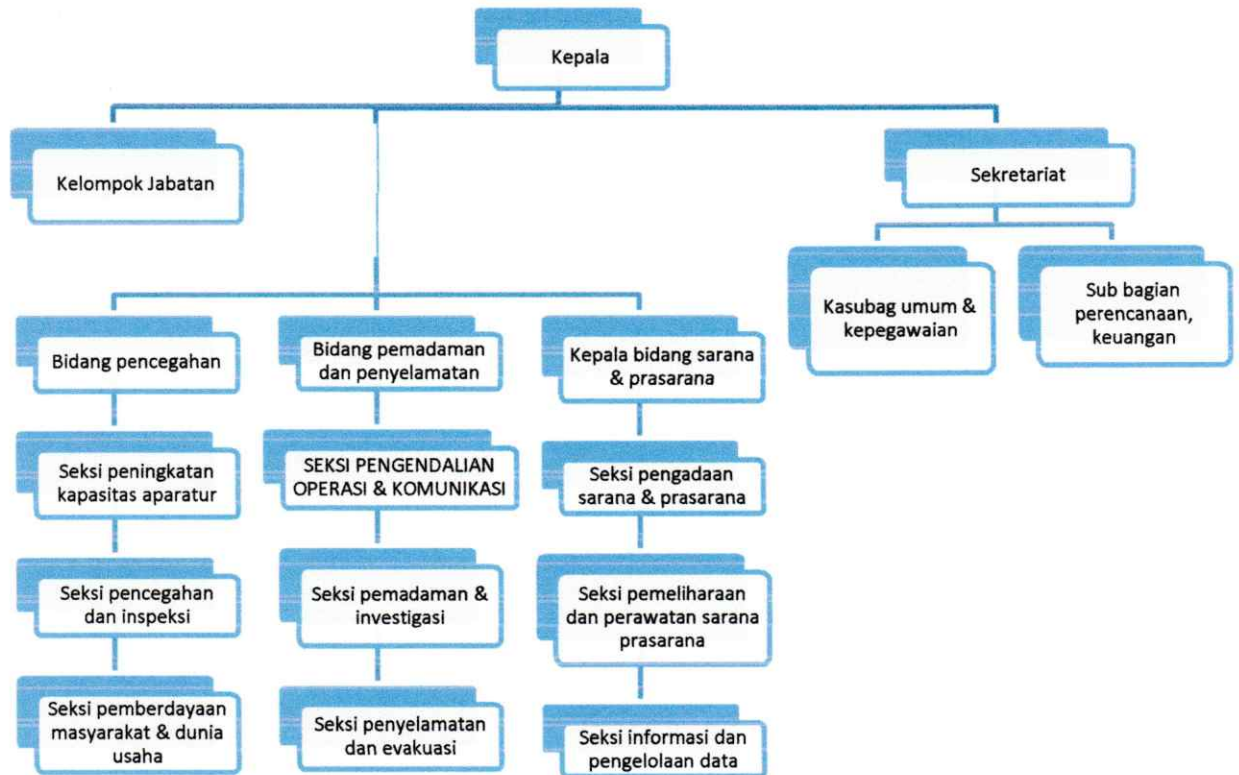 Kepala
Kelompok Jabatan
Sekretariat
Kasubag umum &
kepegawaian
Sub bagian
perencanaan,
keuangan
Bidang pencegahan
Bidang pemadaman
dan penyelamatan
Kepala bidang sarana
& prasarana
Seksi peningkatan
kapasitas aparatur
SEKSI PENGENDALIAN
OPERASI & KOMUNIKASI
Seksi pengadaan
sarana & prasarana
Seksi pencegahan
dan inspeksi
Seksi pemadaman &
investigasi
Seksi pemeliharaan
dan perawatan sarana
prasarana
Seksi pemberdayaan
masyarakat & dunia
usaha
Seksi penyelamatan
dan evakuasi
Seksi informasi dan
pengelolaan data